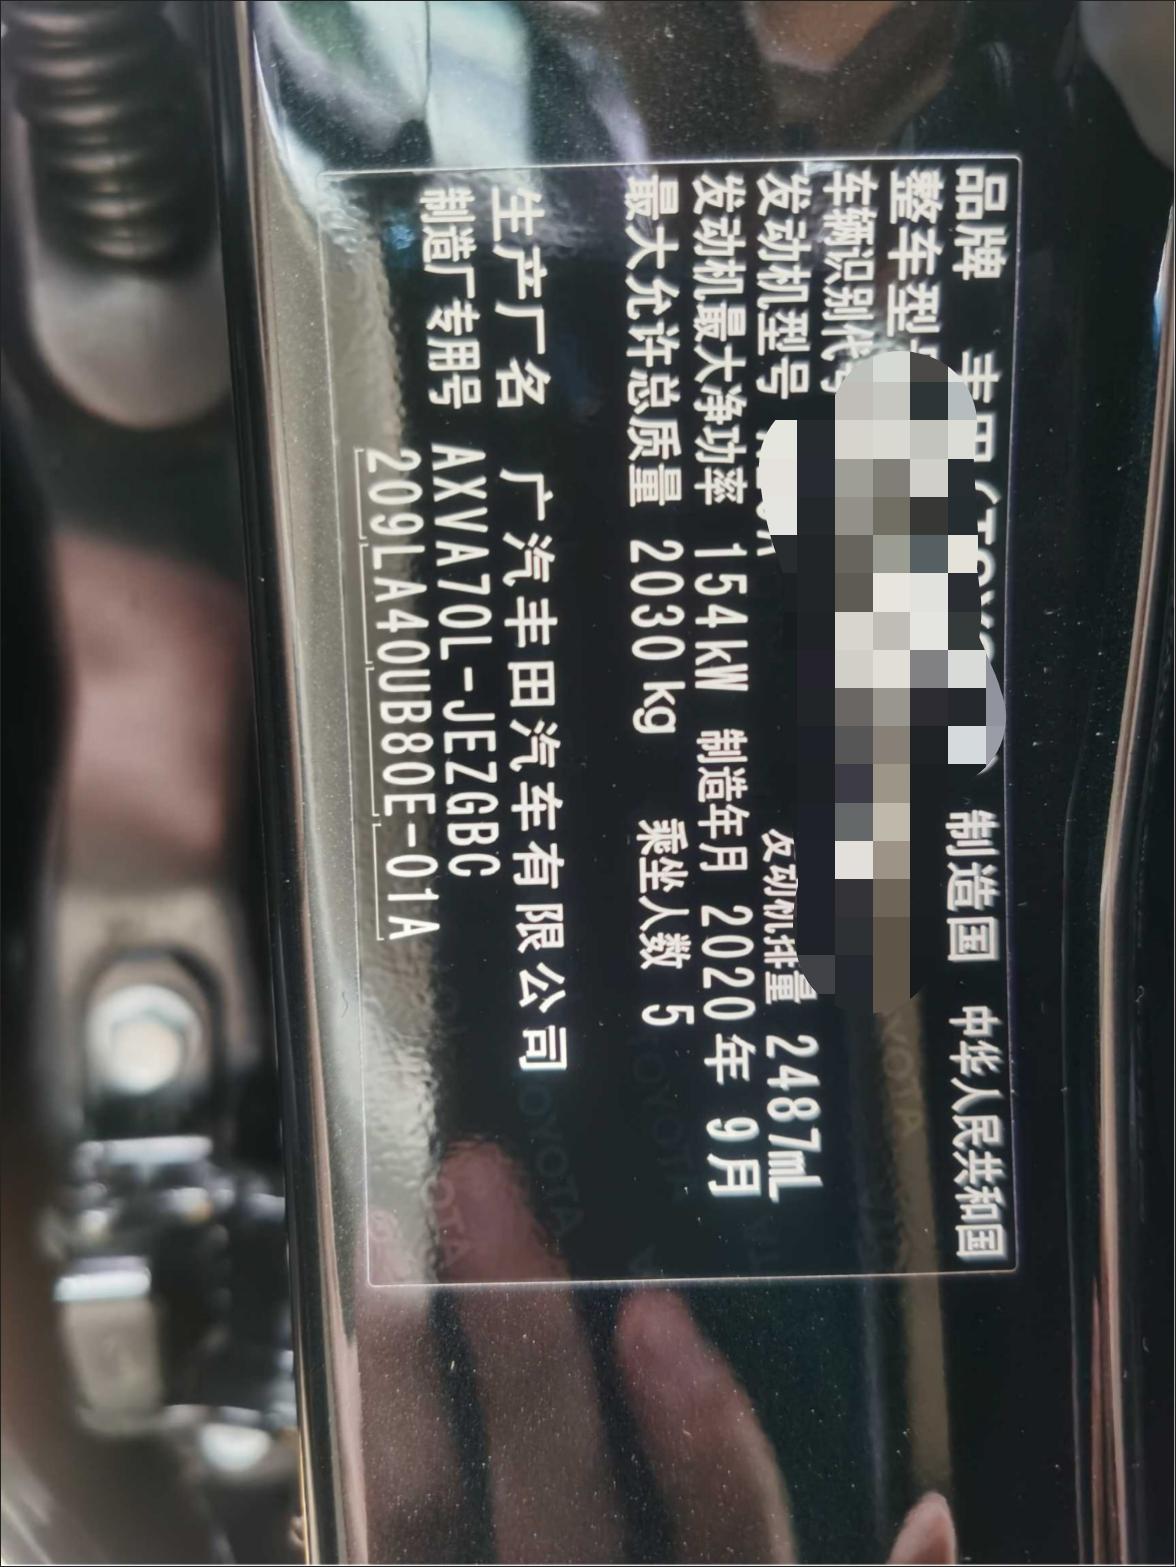 品牌 丰田(TOYO 制造国 中华人民共和国
整车型号
车辆识别代号
发动机型号 发动机排量 2487mL
发动机最大净功率 154kW 制造年月 2020年 9月
最大允许总质量 2030kg 乘坐人数 5
生产厂名 广汽丰田汽车有限公司
制造厂专用号 AXVA70L-JEZGBC
209LA40UB80E-01A